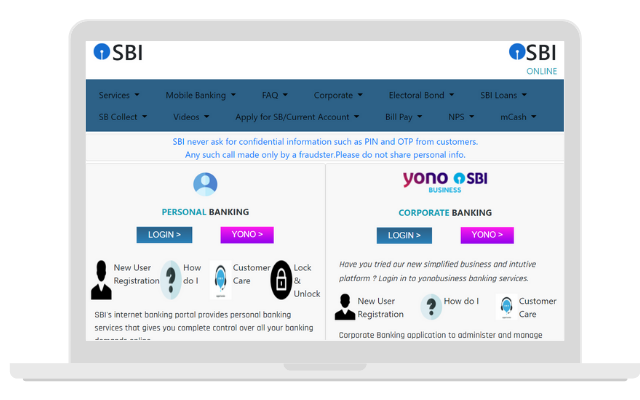 SBI
SBI
ONLINE
Services Mobile Banking FAQ Corporate Electoral Bond SBI Loans
SB Collect Videos Apply for SB/Current Account Bill Pay NPS mCash
SBI never ask for confidential information such as PIN and OTP from customers.
Any such call made only by a fraudster.Please do not share personal info.
PERSONAL BANKING
LOGIN >
YONO >
New User
Registration
How
do I
Customer
Care
Lock
&
Unlock
SBI's internet banking portal provides personal banking
services that gives you complete control over all your banking
demands online
yono SBI
BUSINESS
CORPORATE BANKING
LOGIN >
YONO >
Have you tried our new simplified business and intutive
platform ? Login in to yonobusiness banking services.
New User
Registration
How do I
Customer
Care
Corporate Banking application to administer and manage